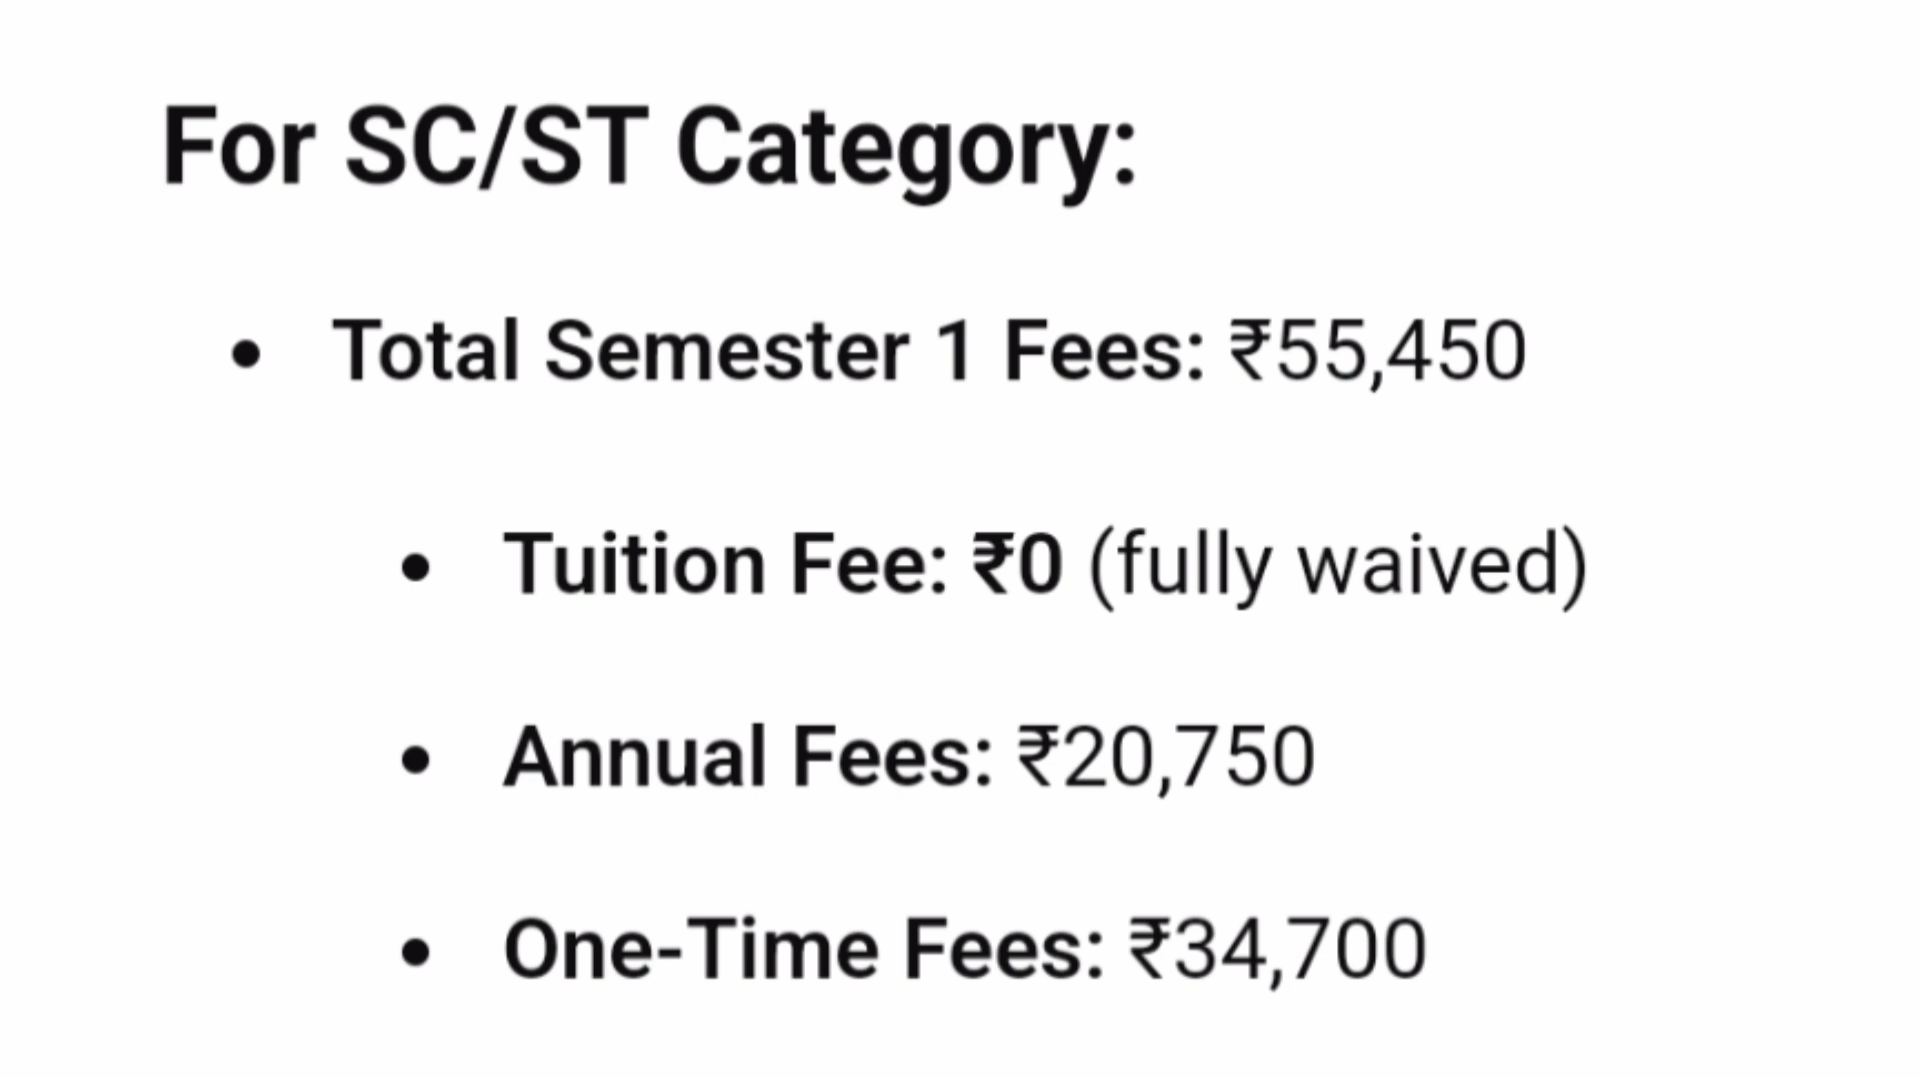 For SC/ST Category:
• Total Semester 1 Fees: ₹55,450
• Tuition Fee: ₹0 (fully waived)
• Annual Fees: ₹20,750
• One-Time Fees: ₹34,700